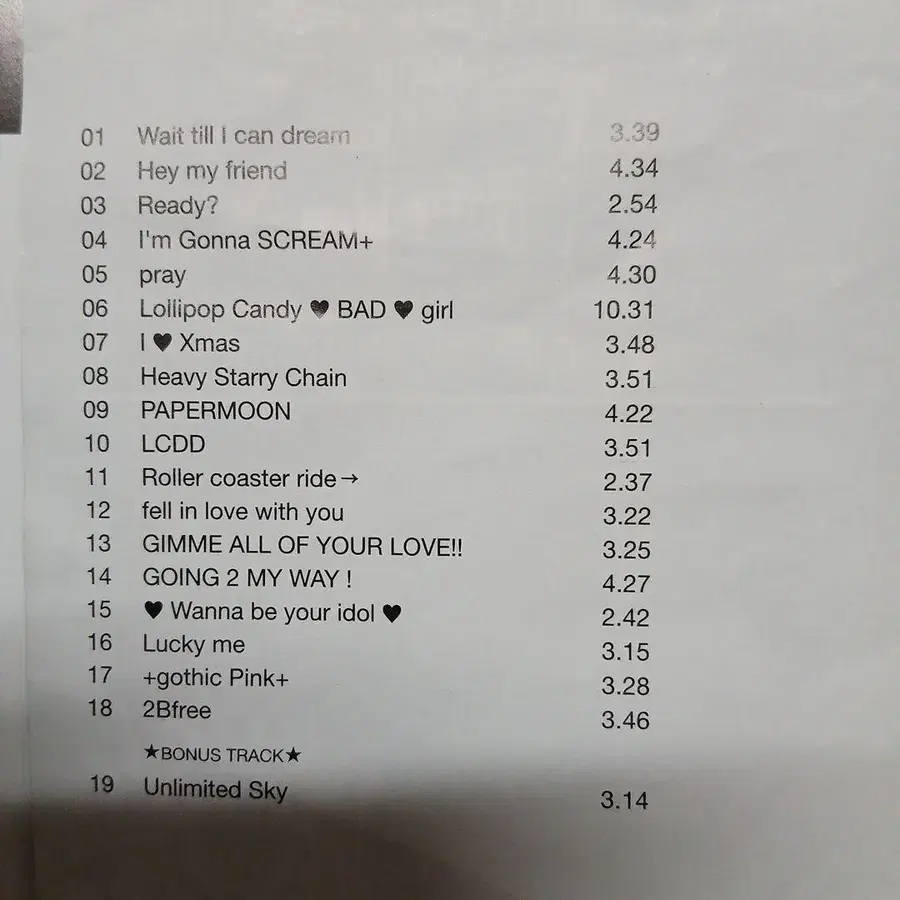 01 Wait till I can dream 3.39
02 Hey my friend 4.34
03 Ready? 2.54
04 I'm Gonna SCREAM+ 4.24
05 pray 4.30
06 Lollipop Candy ♥ BAD ♥ girl 10.31
07 I ♥ Xmas 3.48
08 Heavy Starry Chain 3.51
09 PAPERMOON 4.22
10 LCDD 3.51
11 Roller coaster ride→ 2.37
12 fell in love with you 3.22
13 GIMME ALL OF YOUR LOVE!! 3.25
14 GOING 2 MY WAY ! 4.27
15 ♥ Wanna be your idol ♥ 2.42
16 Lucky me 3.15
17 +gothic Pink+ 3.28
18 2Bfree 3.46
★BONUS TRACK★
19 Unlimited Sky 3.14